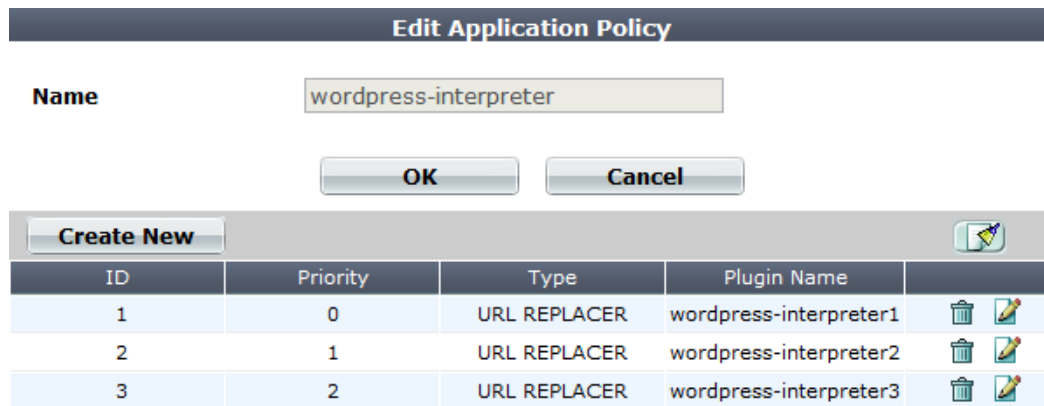 Edit Application Policy
Name wordpress-interpreter
OK Cancel
Create New
ID Priority Type Plugin Name
1 0 URL REPLACER wordpress-interpreter1
2 1 URL REPLACER wordpress-interpreter2
3 2 URL REPLACER wordpress-interpreter3